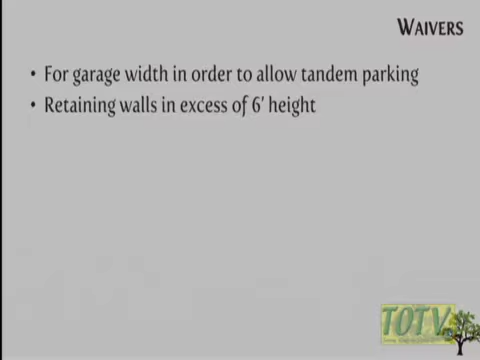 WAIVERS
• For garage width in order to allow tandem parking
• Retaining walls in excess of 6' height
TOTV